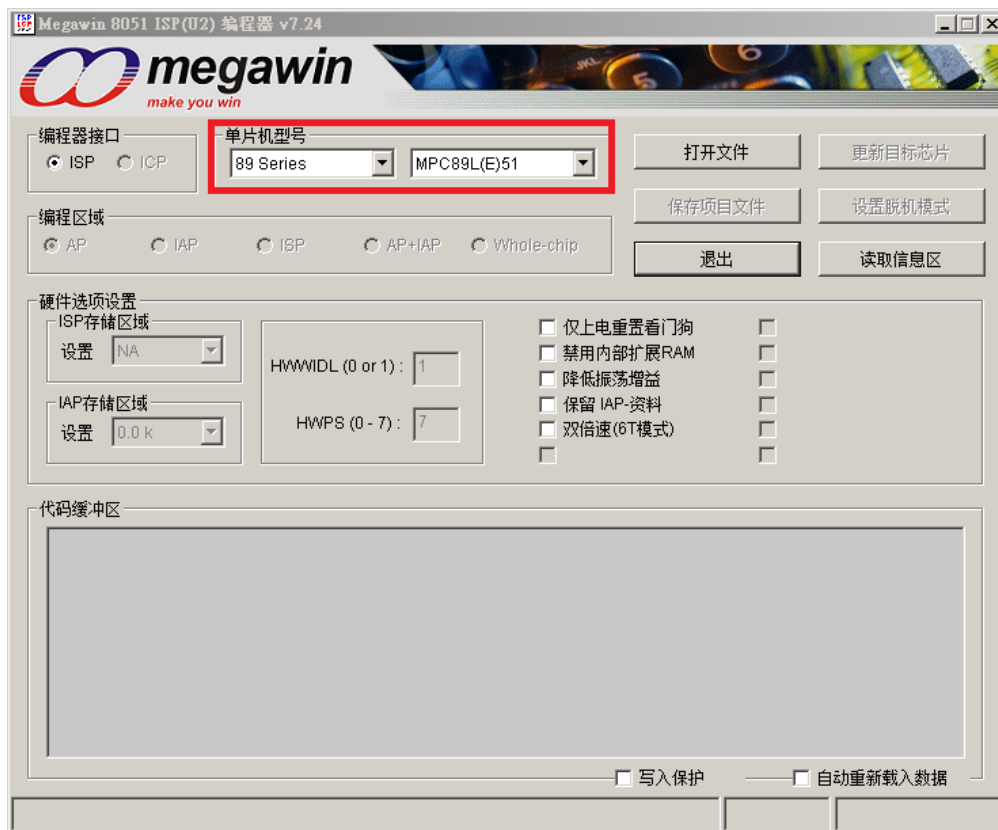 Megawin 8051 ISP(U2) 编程器 v7.24
megawin
make you win
编程器接口
ISP ICP
单片机型号
89 Series MPC89L(E)51
打开文件 更新目标芯片
保存项目文件 设置脱机模式
退出 读取信息区
编程区域
AP IAP ISP AP+IAP Whole-chip
硬件选项设置
ISP存储区域
设置 NA
IAP存储区域
设置 0.0 k
HWWIDL (0 or 1) : 1
HWPS (0 - 7) : 7
仅上电重置看门狗
禁用内部扩展RAM
降低振荡增益
保留 IAP-资料
双倍速(6T模式)
代码缓冲区
写入保护 自动重新载入数据